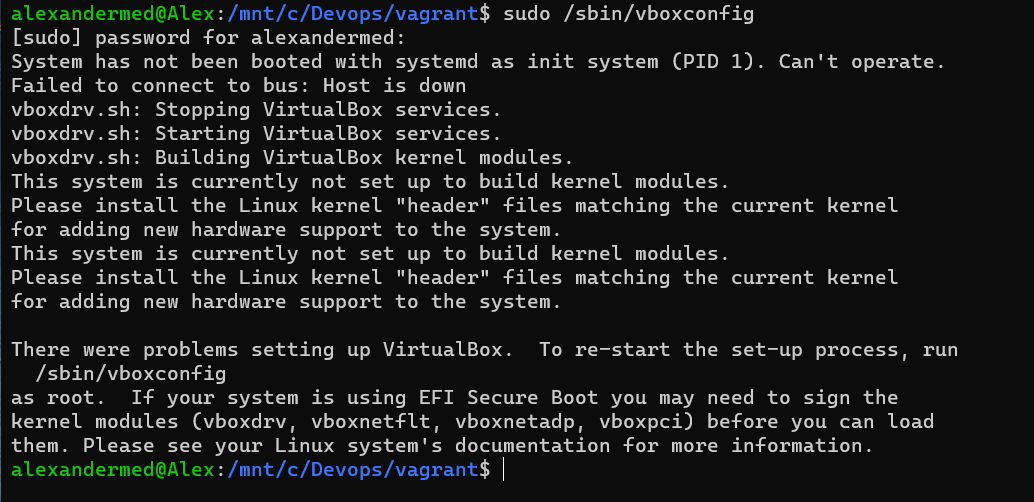 alexandermed@Alex:/mnt/c/Devops/vagrant$ sudo /sbin/vboxconfig
[sudo] password for alexandermed:
System has not been booted with systemd as init system (PID 1). Can't operate.
Failed to connect to bus: Host is down
vboxdrv.sh: Stopping VirtualBox services.
vboxdrv.sh: Starting VirtualBox services.
vboxdrv.sh: Building VirtualBox kernel modules.
This system is currently not set up to build kernel modules.
Please install the Linux kernel "header" files matching the current kernel
for adding new hardware support to the system.
This system is currently not set up to build kernel modules.
Please install the Linux kernel "header" files matching the current kernel
for adding new hardware support to the system.

There were problems setting up VirtualBox.  To re-start the set-up process, run
  /sbin/vboxconfig
as root.  If your system is using EFI Secure Boot you may need to sign the
kernel modules (vboxdrv, vboxnetflt, vboxnetadp, vboxpci) before you can load
them. Please see your Linux system's documentation for more information.
alexandermed@Alex:/mnt/c/Devops/vagrant$